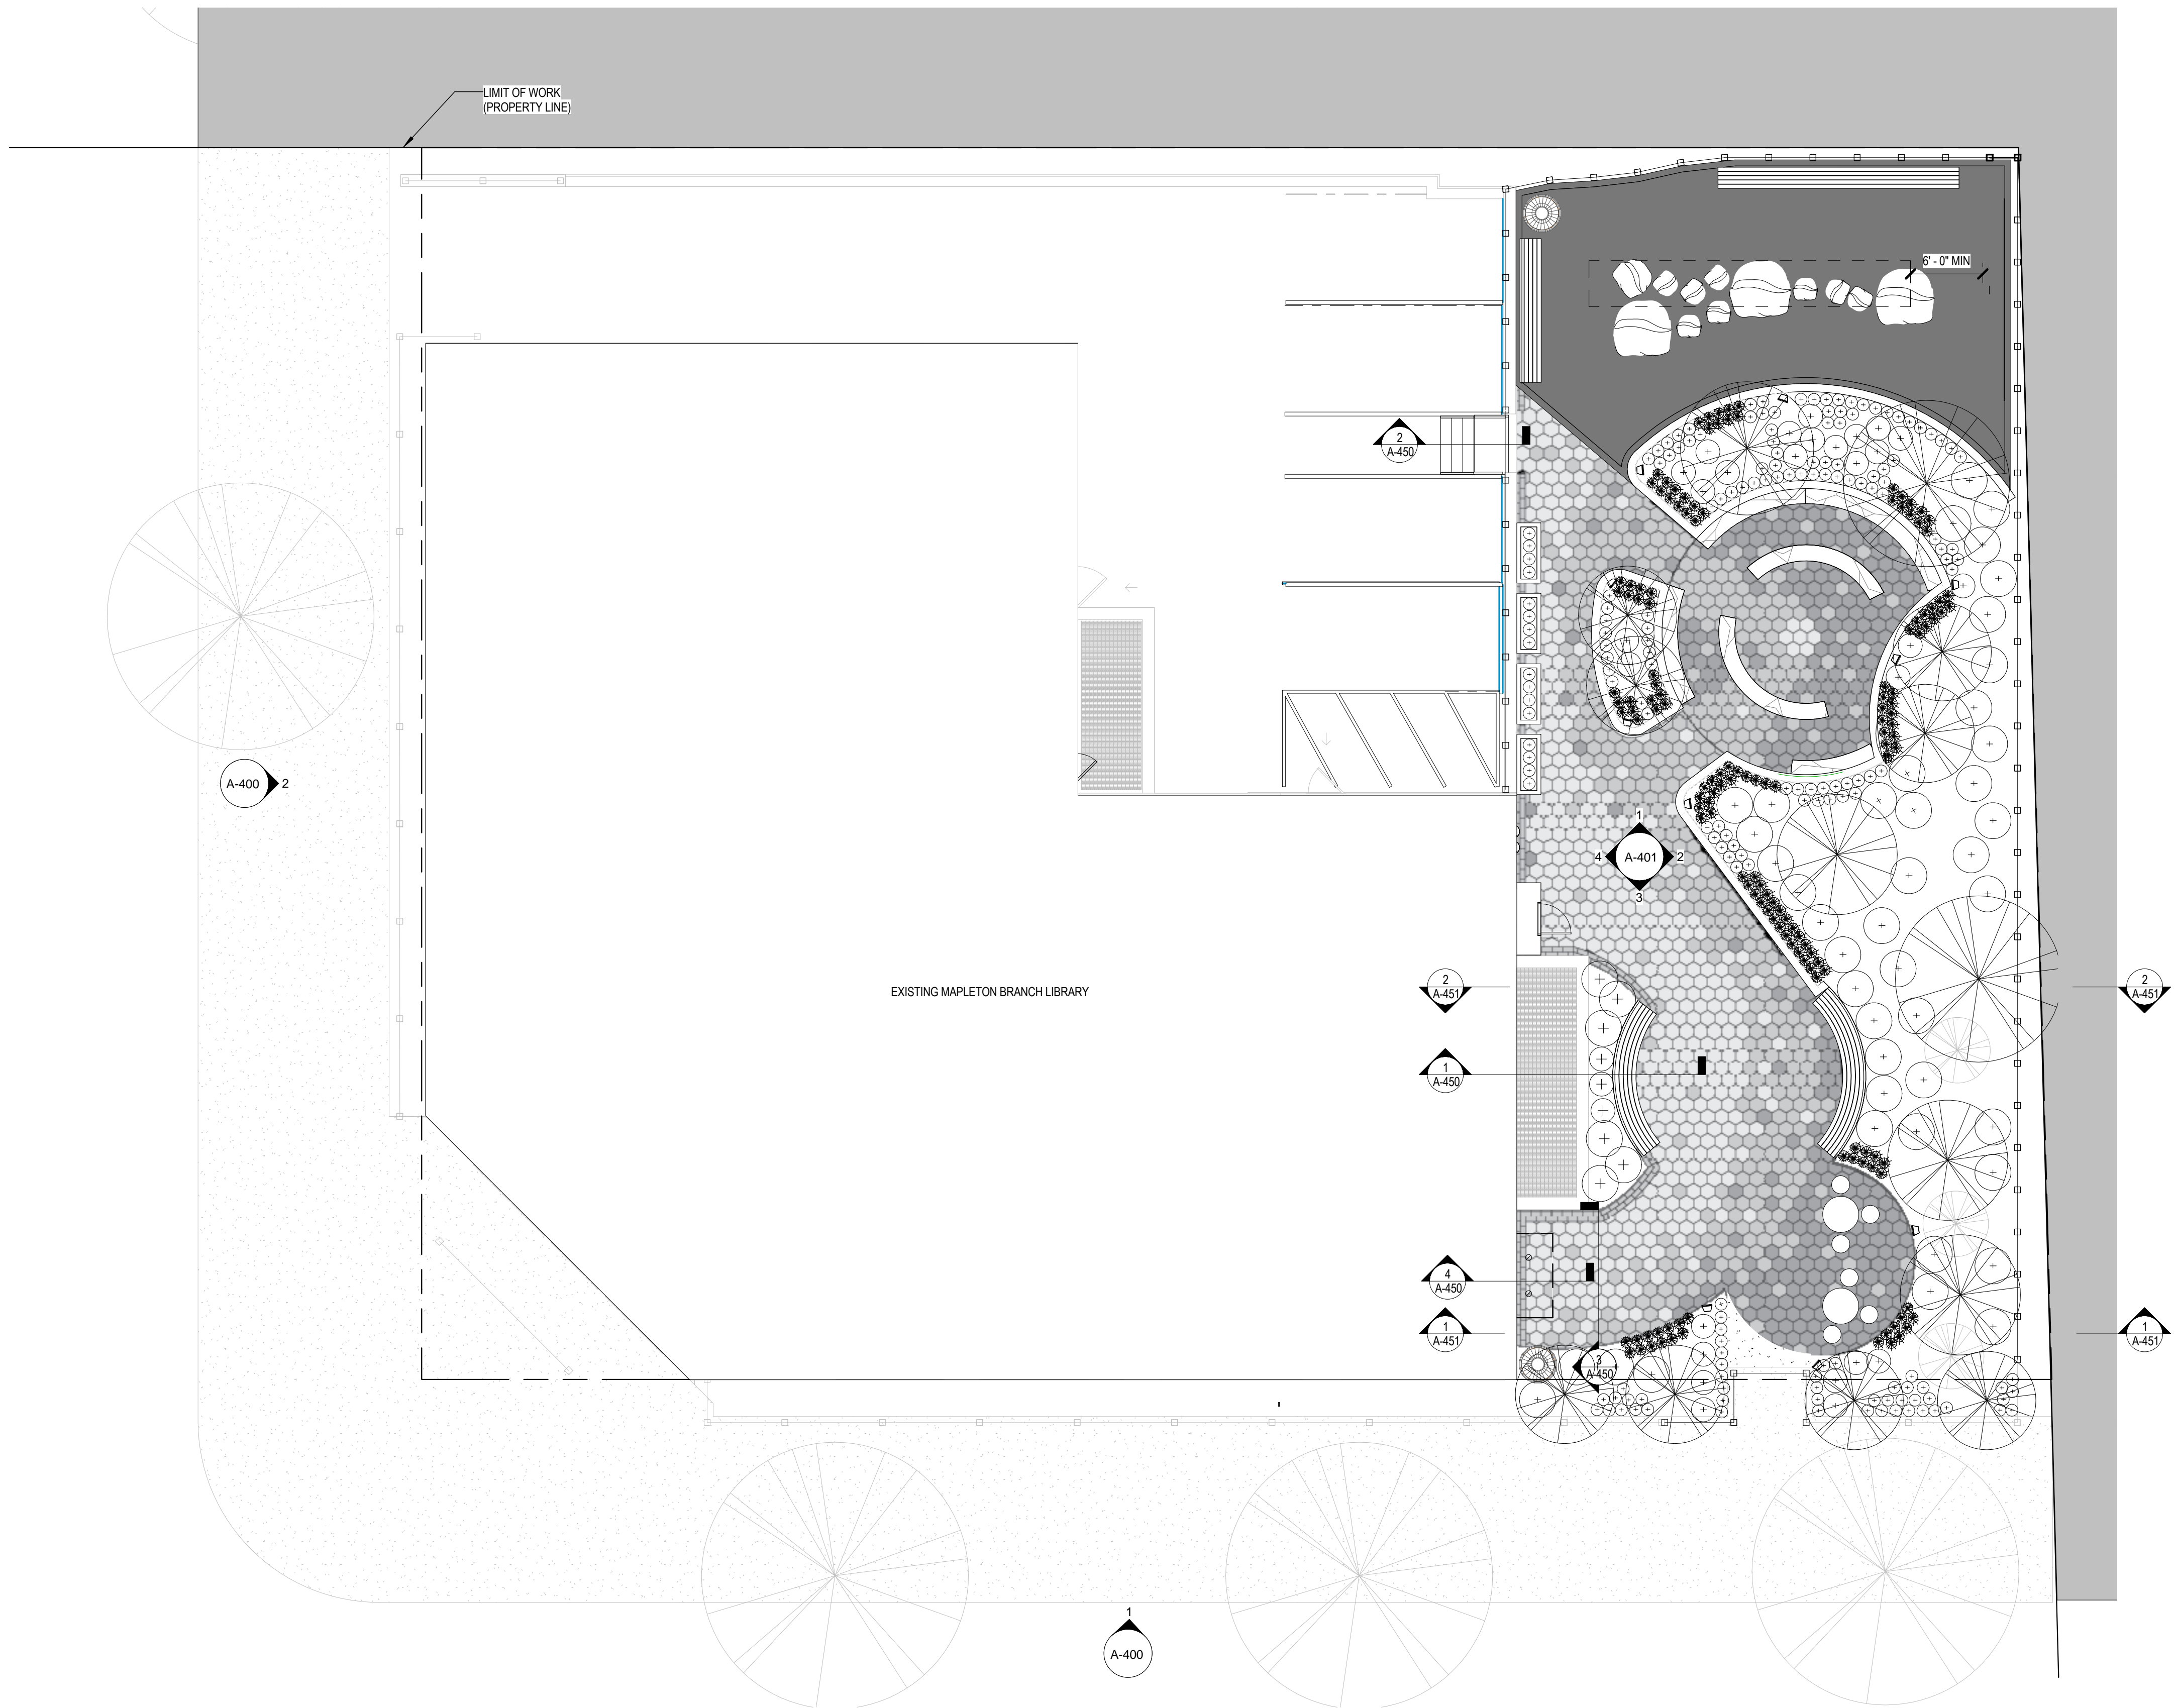 LIMIT OF WORK
(PROPERTY LINE)
6' - 0" MIN
2
A-450
A-400
2
1
4
A-401
2
3
EXISTING MAPLETON BRANCH LIBRARY
2
A-451
2
A-451
1
A-450
4
A-450
1
A-451
1
A-451
3
A-450
1
A-400